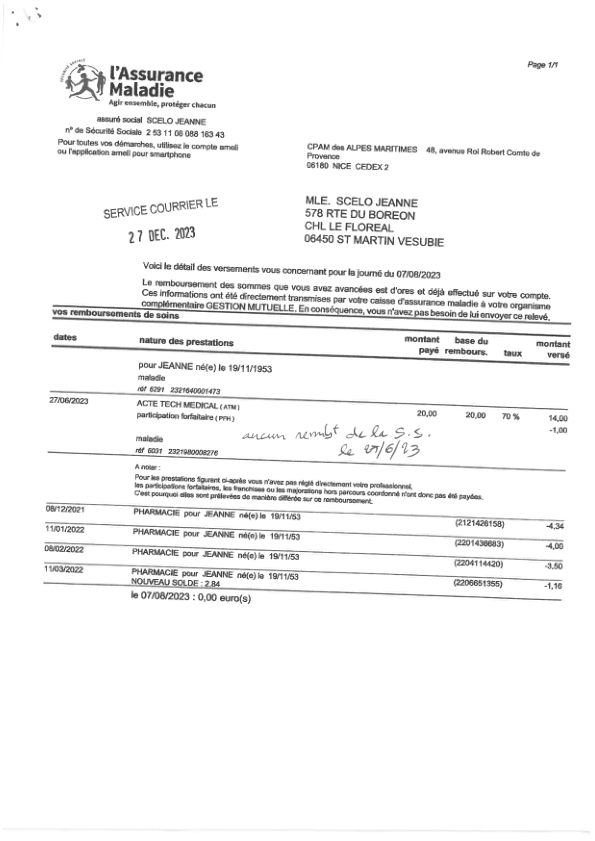 Page 1/1
SÉCURITÉ SOCIALE
l'Assurance
Maladie
Agir ensemble, protéger chacun
assuré social SCELO JEANNE
n° de Sécurité Sociale 2 53 11 06 088 163 43
Pour toutes vos démarches, utilisez le compte ameli
ou l'application ameli pour smartphone
CPAM des ALPES MARITIMES 48, avenue Roi Robert Comte de
Provence
06180 NICE CEDEX 2
SERVICE COURRIER LE
27 DEC. 2023
MLE. SCELO JEANNE
578 RTE DU BOREON
CHL LE FLOREAL
06450 ST MARTIN VESUBIE
Voici le détail des versements vous concernant pour la journé du 07/08/2023
Le remboursement des sommes que vous avez avancées est d'ores et déjà effectué sur votre compte.
Ces informations ont été directement transmises par votre caisse d'assurance maladie à votre organisme
complémentaire GESTION MUTUELLE. En conséquence, vous n'avez pas besoin de lui envoyer ce relevé.
vos remboursements de soins
dates nature des prestations montant payé base du rembours. taux montant versé
pour JEANNE né(e) le 19/11/1953
maladie
réf 6291 2321640001473
27/06/2023 ACTE TECH MEDICAL (ATM) 20,00 20,00 70 % 14,00
participation forfaitaire (PFH) -1,00
aucun rembt de la S.S.
maladie
le 27/6/23
réf 6031 2321980008276
A noter :
Pour les prestations figurant ci-après vous n'avez pas réglé directement votre professionnel,
les participations forfaitaires, les franchises ou les majorations hors parcours coordonné n'ont donc pas été payées.
C'est pourquoi elles sont prélevées de manière différée sur ce remboursement.
08/12/2021 PHARMACIE pour JEANNE né(e) le 19/11/53 (2121426158) -4,34
11/01/2022 PHARMACIE pour JEANNE né(e) le 19/11/53 (2201436683) -4,00
08/02/2022 PHARMACIE pour JEANNE né(e) le 19/11/53 (2204114420) -3,50
11/03/2022 PHARMACIE pour JEANNE né(e) le 19/11/53 (2206651355) -1,16
NOUVEAU SOLDE : 2,84
le 07/08/2023 : 0,00 euro(s)